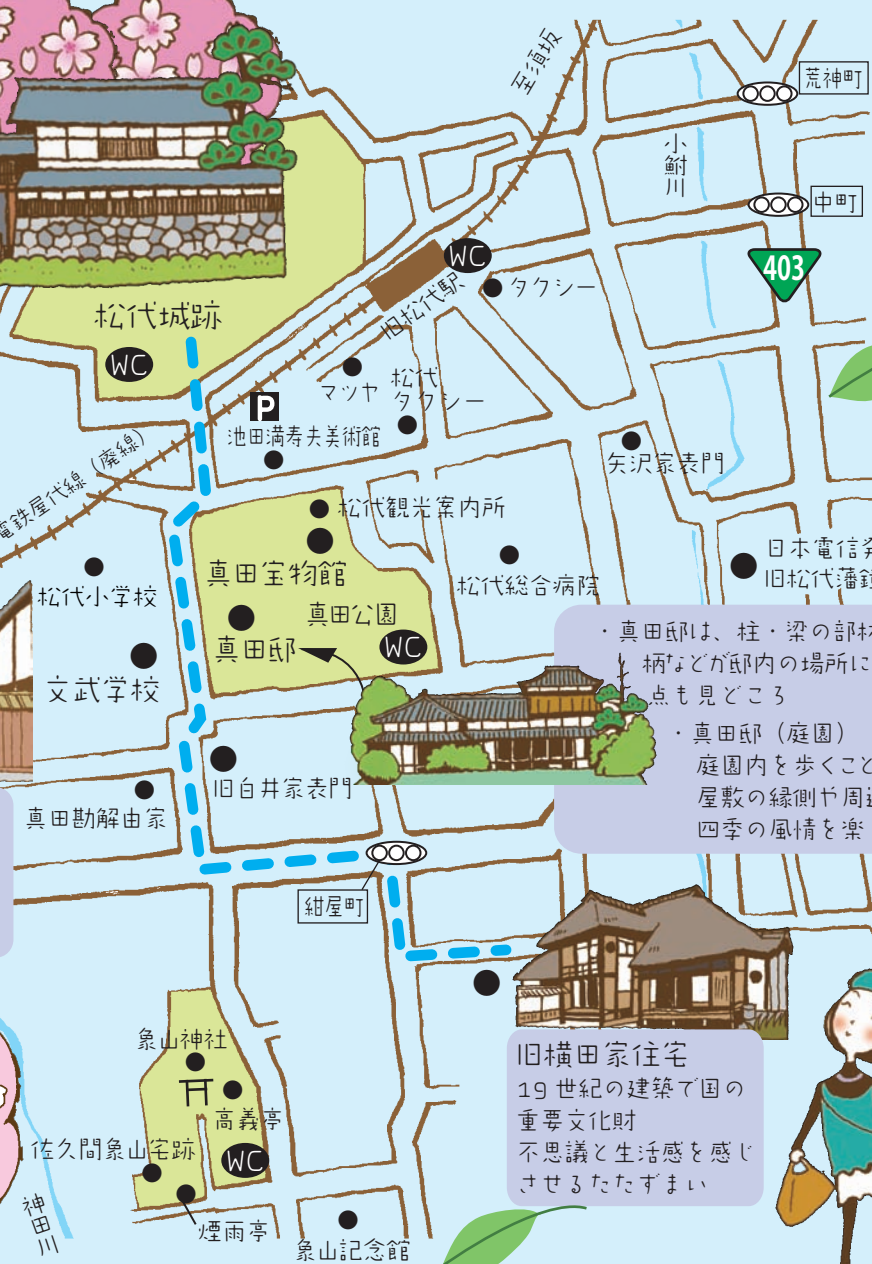 至須坂
荒神町
小鮒川
中町
403
WC
旧松代駅
タクシー
松代城跡
WC
マツヤ
松代
タクシー
P
池田満寿夫美術館
電鉄屋代線(廃線)
矢沢家表門
松代観光案内所
真田宝物館
松代小学校
松代総合病院
日本電信発
旧松代藩鐘
真田公園
真田邸
WC
文武学校
・真田邸は、柱・梁の部材
柄などが邸内の場所に
点も見どころ
・真田邸(庭園)
庭園内を歩くこと
屋敷の縁側や周辺
四季の風情を楽
旧白井家表門
真田勘解由家
紺屋町
旧横田家住宅
19世紀の建築で国の
重要文化財
不思議と生活感を感じ
させるたたずまい
象山神社
高義亭
佐久間象山宅跡
WC
神田川
煙雨亭
象山記念館